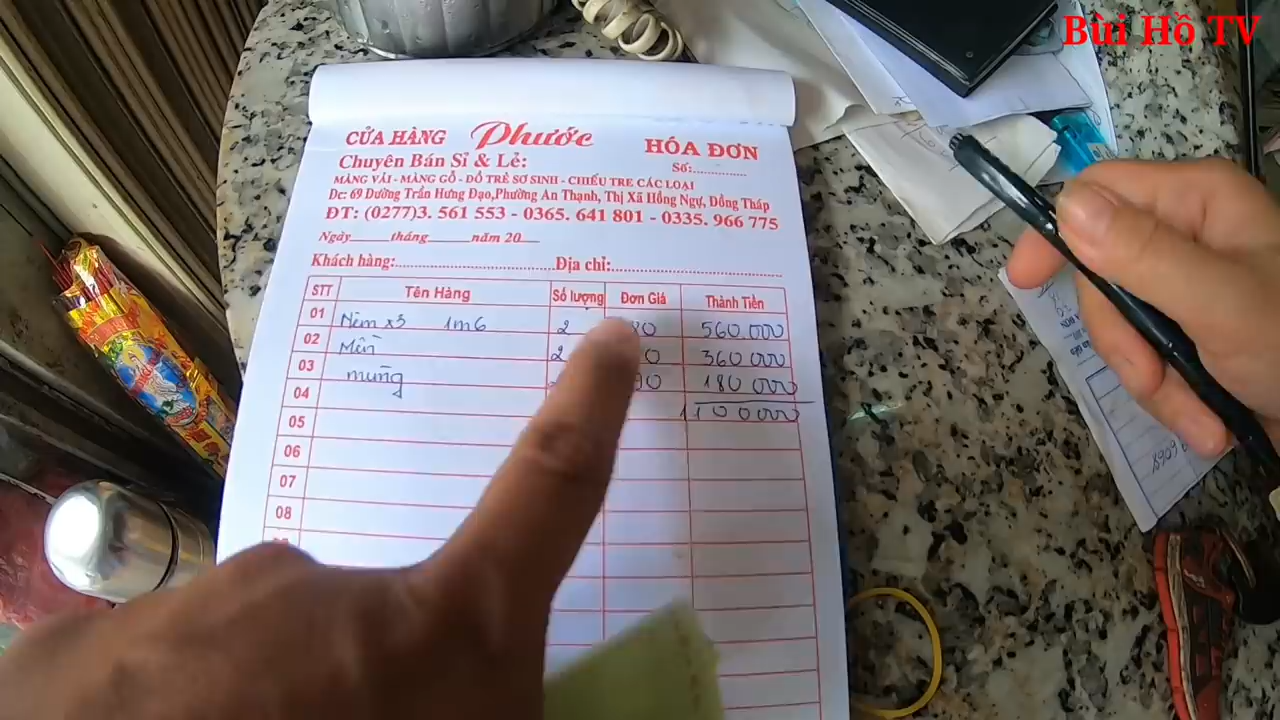 Bùi Hồ TV
CỬA HÀNG Phước HÓA ĐƠN
Chuyên Bán Sỉ & Lẻ: Số:..............
MÀNG VẢI - MÀNG GỖ - ĐỒ TRẺ SƠ SINH - CHIẾU TRE CÁC LOẠI
Đc: 69 Đường Trần Hưng Đạo,Phường An Thạnh, Thị Xã Hồng Ngự, Đồng Tháp
ĐT: (0277)3. 561 553 - 0365. 641 801 - 0335. 966 775
Ngày tháng năm 20
Khách hàng: Địa chỉ:
STT Tên Hàng Số lượng Đơn Giá Thành Tiền
01 Nệm x3 1m6 2 560.000
02 Mền 2 360 000
03 mùng 180 000
04 1100000
05
06
07
08